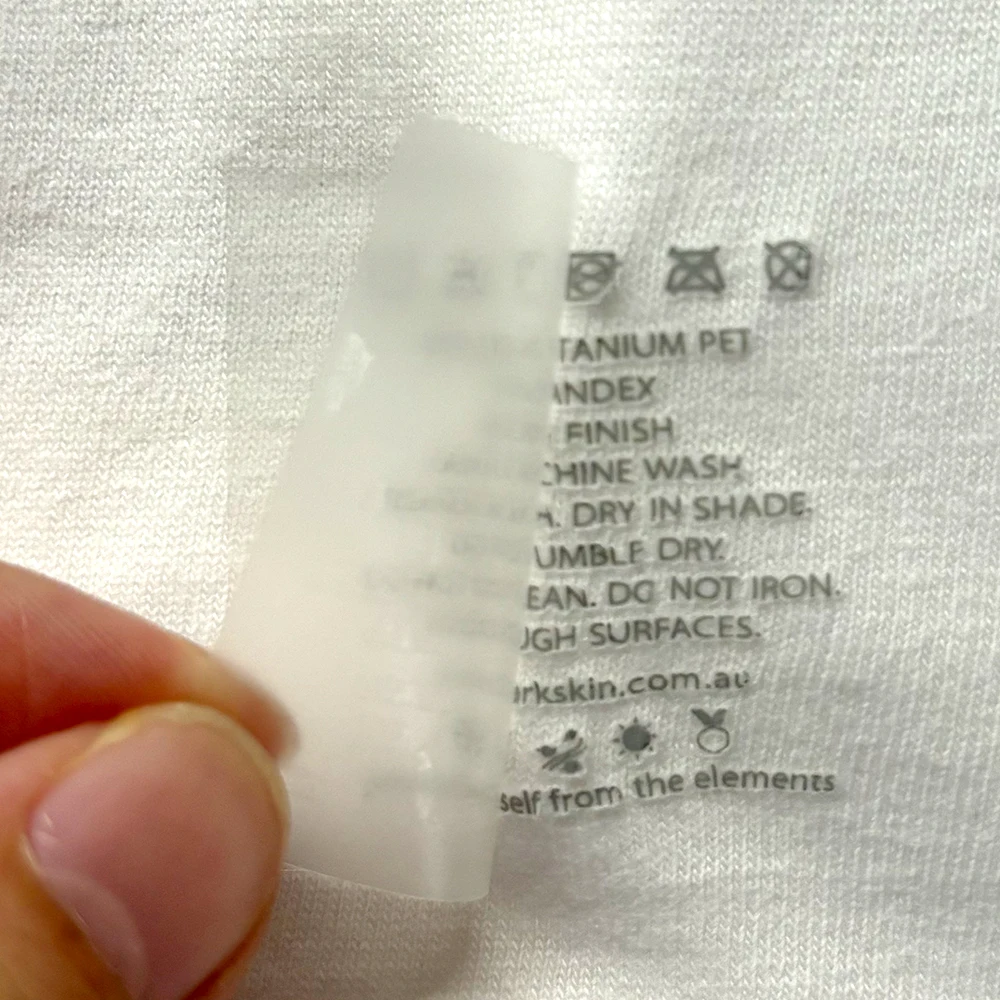 TANIUM PET
ANDEX
FINISH
CHINE WASH
H. DRY IN SHADE.
UMBLE DRY.
EAN. DO NOT IRON.
UGH SURFACES.
arkskin.com.au
self from the elements